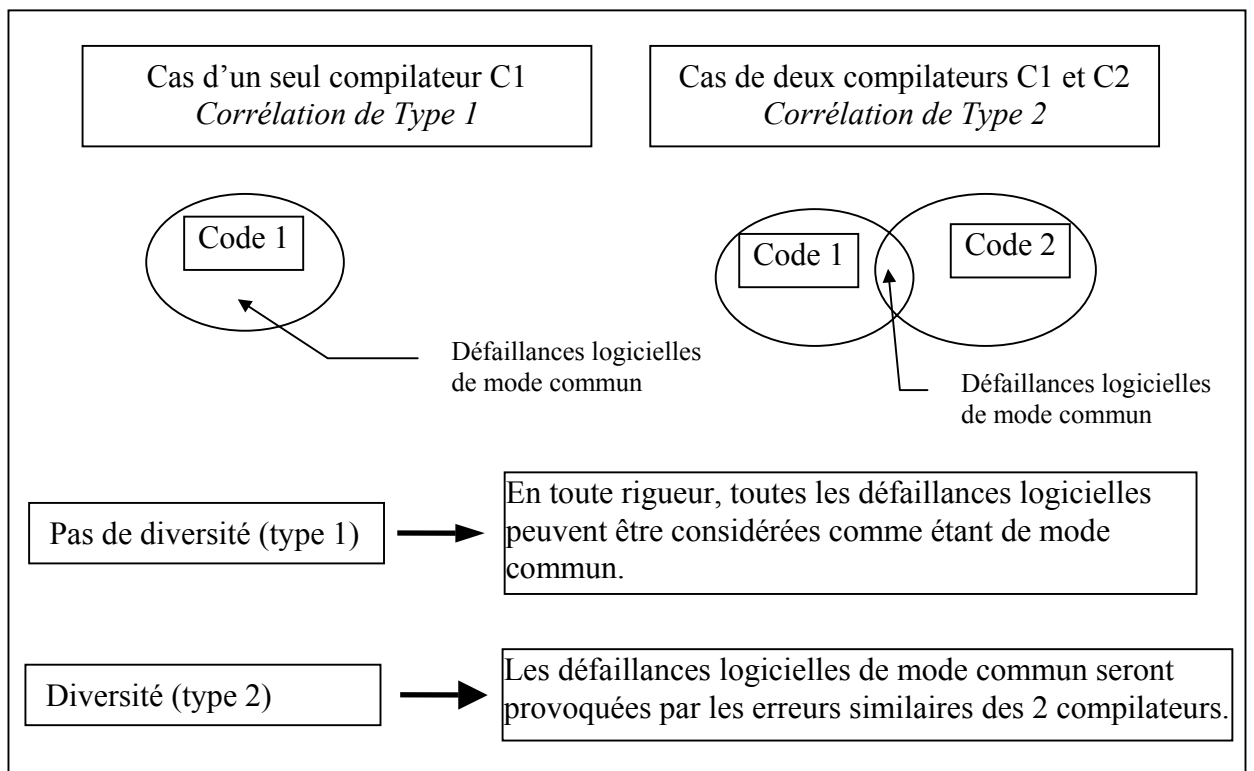 Cas d’un seul compilateur C1
Corrélation de Type 1
Cas de deux compilateurs C1 et C2
Corrélation de Type 2
Code 1
Défaillances logicielles
de mode commun
Code 1
Code 2
Défaillances logicielles
de mode commun
Pas de diversité (type 1)
En toute rigueur, toutes les défaillances logicielles
peuvent être considérées comme étant de mode
commun.
Diversité (type 2)
Les défaillances logicielles de mode commun seront
provoquées par les erreurs similaires des 2 compilateurs.